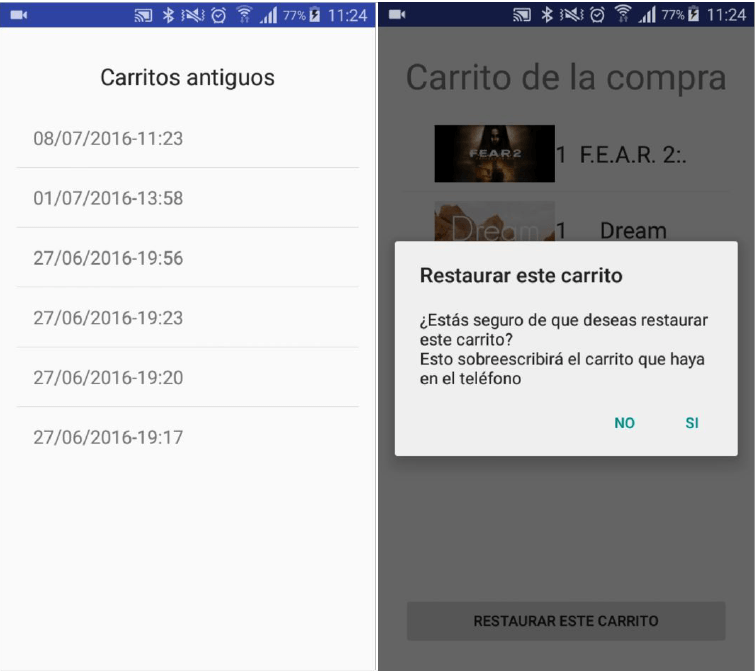 77% 11:24
Carritos antiguos
08/07/2016-11:23
01/07/2016-13:58
27/06/2016-19:56
27/06/2016-19:23
27/06/2016-19:20
27/06/2016-19:17
77% 11:24
Carrito de la compra
FEAR2
1 F.E.A.R. 2:.
Dream
1 Dream
Restaurar este carrito
¿Estás seguro de que deseas restaurar
este carrito?
Esto sobreescribirá el carrito que haya
en el teléfono
NO SI
RESTAURAR ESTE CARRITO